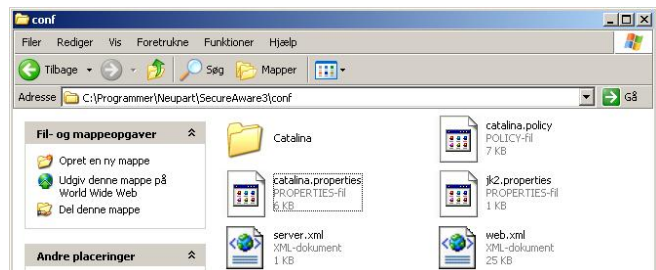 conf
Filer Rediger Vis Foretrukne Funktioner Hjælp
Tilbage Søg Mapper
Adresse C:\Programmer\Neupart\SecureAware3\conf Gå
Fil- og mappeopgaver
Opret en ny mappe
Udgiv denne mappe på
World Wide Web
Del denne mappe
Andre placeringer
Catalina
catalina.policy
POLICY-fil
7 KB
catalina.properties
PROPERTIES-fil
6 KB
jk2.properties
PROPERTIES-fil
1 KB
server.xml
XML-dokument
1 KB
web.xml
XML-dokument
25 KB